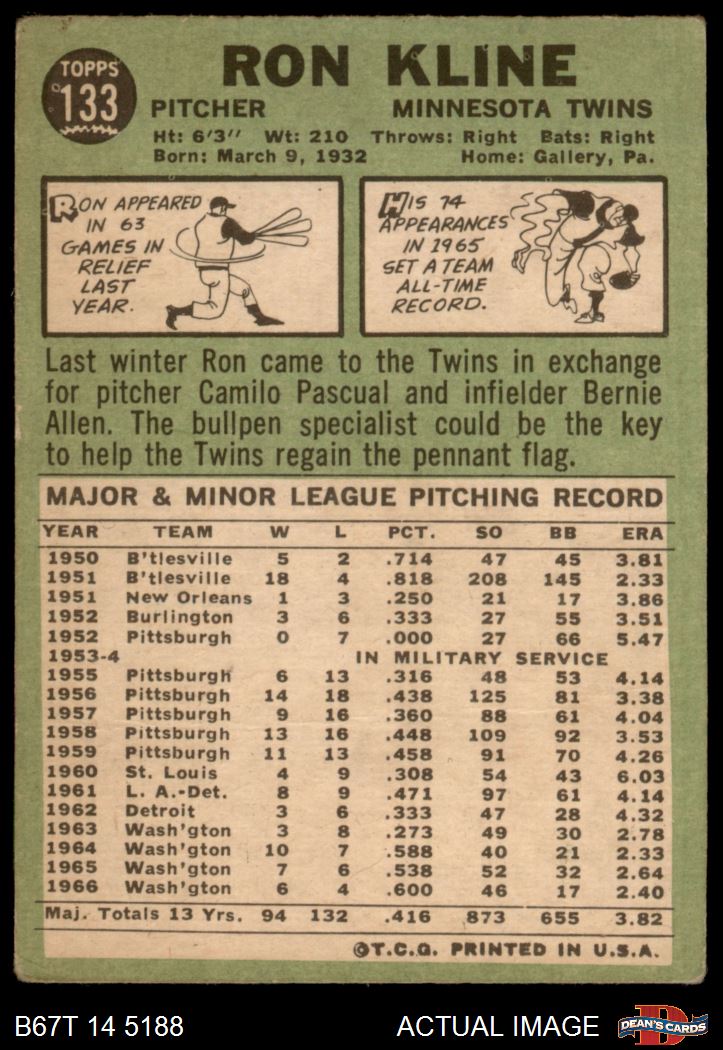 TOPPS
133
RON KLINE
PITCHER MINNESOTA TWINS
Ht: 6'3" Wt: 210 Throws: Right Bats: Right
Born: March 9, 1932 Home: Gallery, Pa.
RON APPEARED
IN 63
GAMES IN
RELIEF
LAST
YEAR.
HIS 74
APPEARANCES
IN 1965
SET A TEAM
ALL-TIME
RECORD.
Last winter Ron came to the Twins in exchange
for pitcher Camilo Pascual and infielder Bernie
Allen. The bullpen specialist could be the key
to help the Twins regain the pennant flag.
MAJOR & MINOR LEAGUE PITCHING RECORD
YEAR TEAM W L PCT. SO BB ERA
1950 B'tlesville 5 2 .714 47 45 3.81
1951 B'tlesville 18 4 .818 208 145 2.33
1951 New Orleans 1 3 .250 21 17 3.86
1952 Burlington 3 6 .333 27 55 3.51
1952 Pittsburgh 0 7 .000 27 66 5.47
1953-4 IN MILITARY SERVICE
1955 Pittsburgh 6 13 .316 48 53 4.14
1956 Pittsburgh 14 18 .438 125 81 3.38
1957 Pittsburgh 9 16 .360 88 61 4.04
1958 Pittsburgh 13 16 .448 109 92 3.53
1959 Pittsburgh 11 13 .458 91 70 4.26
1960 St. Louis 4 9 .308 54 43 6.03
1961 L. A.-Det. 8 9 .471 97 61 4.14
1962 Detroit 3 6 .333 47 28 4.32
1963 Wash'gton 3 8 .273 49 30 2.78
1964 Wash'gton 10 7 .588 40 21 2.33
1965 Wash'gton 7 6 .538 52 32 2.64
1966 Wash'gton 6 4 .600 46 17 2.40
Maj. Totals 13 Yrs. 94 132 .416 873 655 3.82
©T.C.G. PRINTED IN U.S.A.
B67T 14 5188 ACTUAL IMAGE
D
DEAN'S CARDS